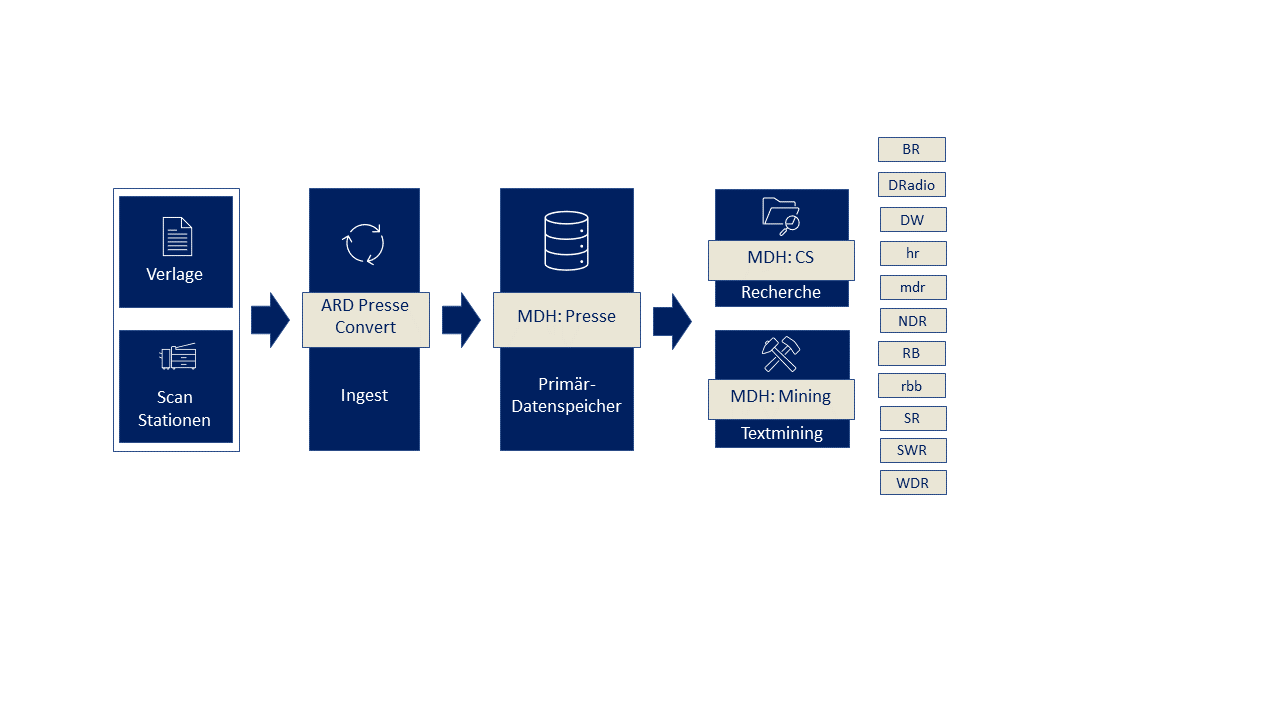 Verlage
Scan
Stationen
ARD Presse
Convert
Ingest
MDH: Presse
Primär-
Datenspeicher
MDH: CS
Recherche
MDH: Mining
Textmining
BR
DRadio
DW
hr
mdr
NDR
RB
rbb
SR
SWR
WDR